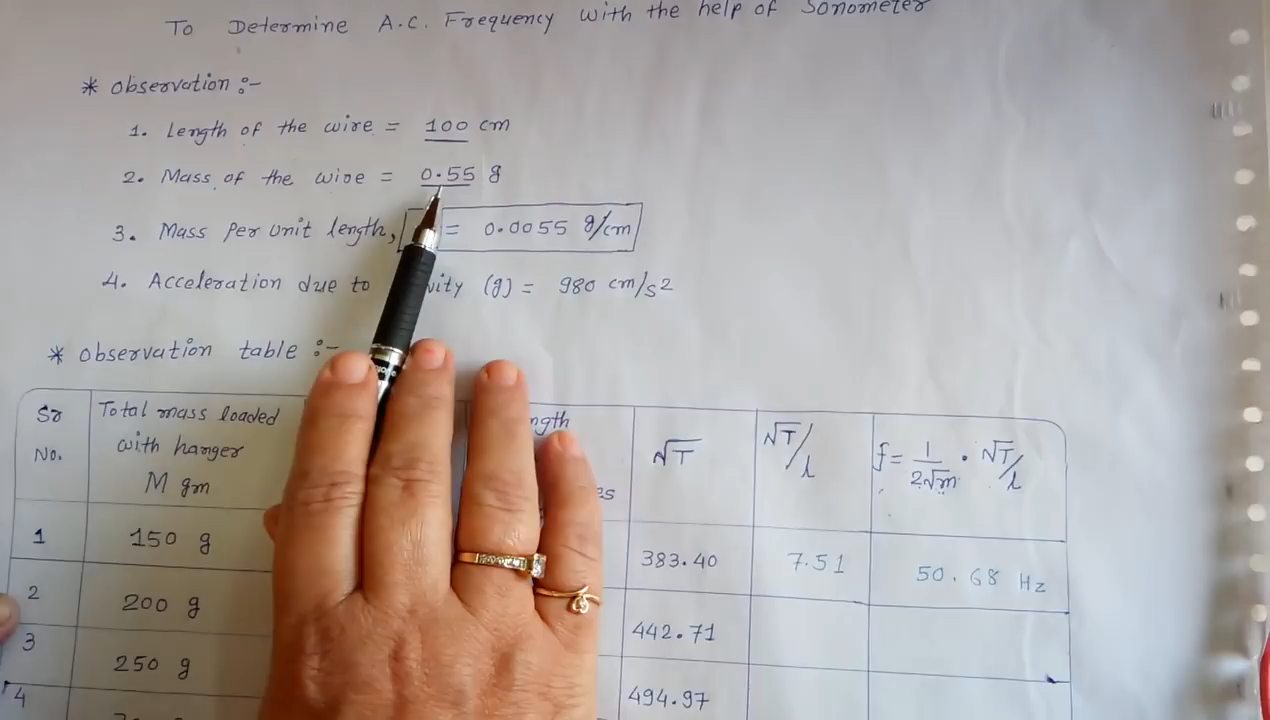 To Determine A.C. Frequency with the help of Sonometer
* Observation :-
1. Length of the wire = 100 cm
2. Mass of the wire = 0.55 g
3. Mass per unit length, = 0.0055 g/cm
4. Acceleration due to vity (g) = 980 cm/s2
* Observation table :-
Sr No.
Total mass loaded with hanger M gm
ngth
es
√T
√T/l
f = 1/2√m . √T/l
1 150 g 383.40 7.51 50.68 Hz
2 200 g 442.71
3 250 g 494.97
4